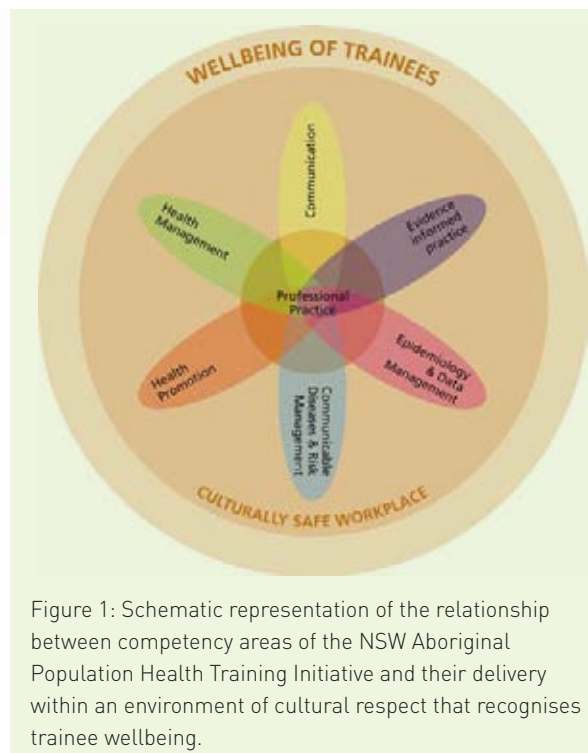 WELLBEING OF TRAINEES
Communication
Health
Management
Evidence
informed
practice
Professional
Practice
Health
Promotion
Communicable
Diseases & Risk
Management
Epidemiology
& Data
Management
CULTURALLY SAFE WORKPLACE
Figure 1: Schematic representation of the relationship
between competency areas of the NSW Aboriginal
Population Health Training Initiative and their delivery
within an environment of cultural respect that recognises
trainee wellbeing.